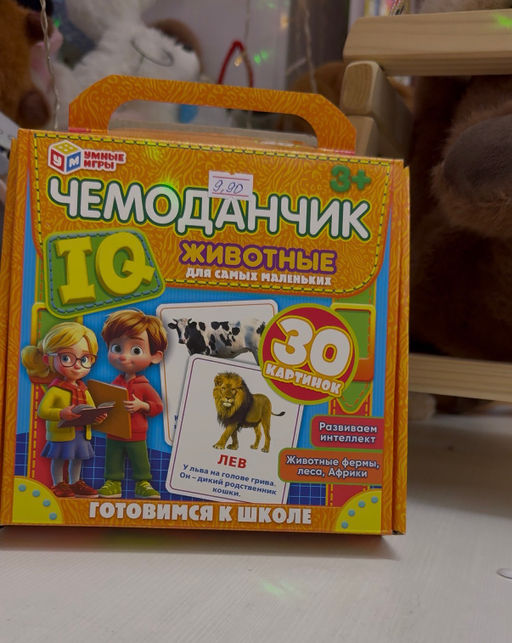 УМ
УМНЫЕ
ИГРЫ
3+
9,90
ЧЕМОДАНЧИК
IQ
ЖИВОТНЫЕ
ДЛЯ САМЫХ МАЛЕНЬКИХ
30
КАРТИНОК
ЛЕВ
У льва на голове грива.
Он – дикий родственник
кошки.
Развиваем
интеллект
Животные фермы,
леса, Африки
ГОТОВИМСЯ К ШКОЛЕ